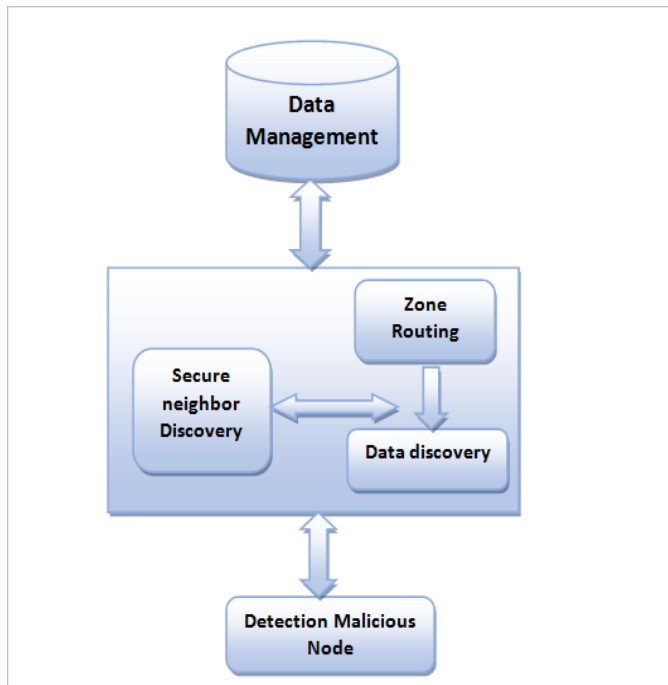 Data
Management
Zone
Routing
Secure
neighbor
Discovery
Data discovery
Detection Malicious
Node